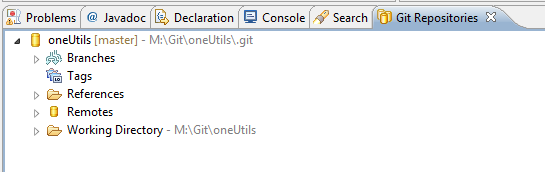 Problems @ Javadoc Declaration Console Search Git Repositories
oneUtils [master] - M:\Git\oneUtils\.git
Branches
Tags
References
Remotes
Working Directory - M:\Git\oneUtils